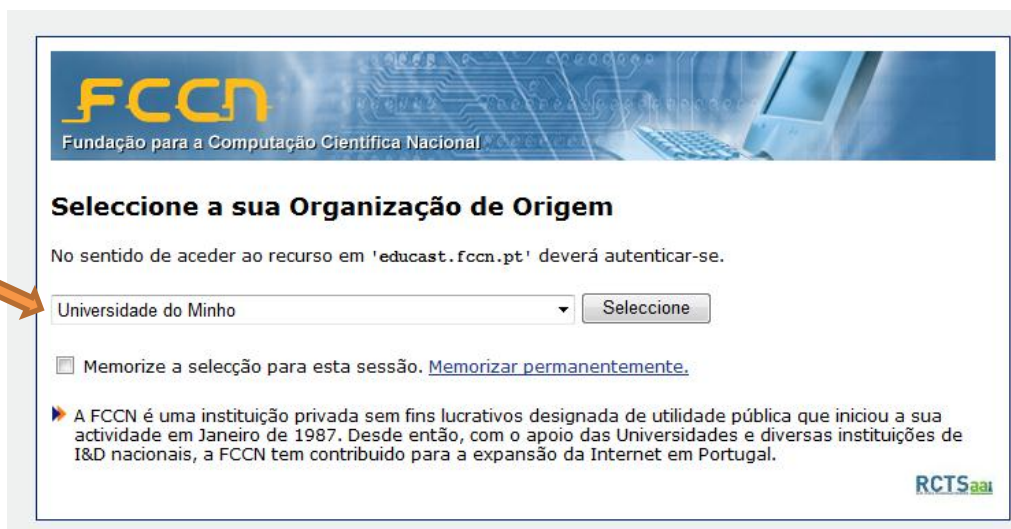 FCCN
Fundação para a Computação Científica Nacional
Seleccione a sua Organização de Origem
No sentido de aceder ao recurso em 'educast.fccn.pt' deverá autenticar-se.
Universidade do Minho
Seleccione
Memorize a selecção para esta sessão. Memorizar permanentemente.
A FCCN é uma instituição privada sem fins lucrativos designada de utilidade pública que iniciou a sua
actividade em Janeiro de 1987. Desde então, com o apoio das Universidades e diversas instituições de
I&D nacionais, a FCCN tem contribuido para a expansão da Internet em Portugal.
RCTSaai